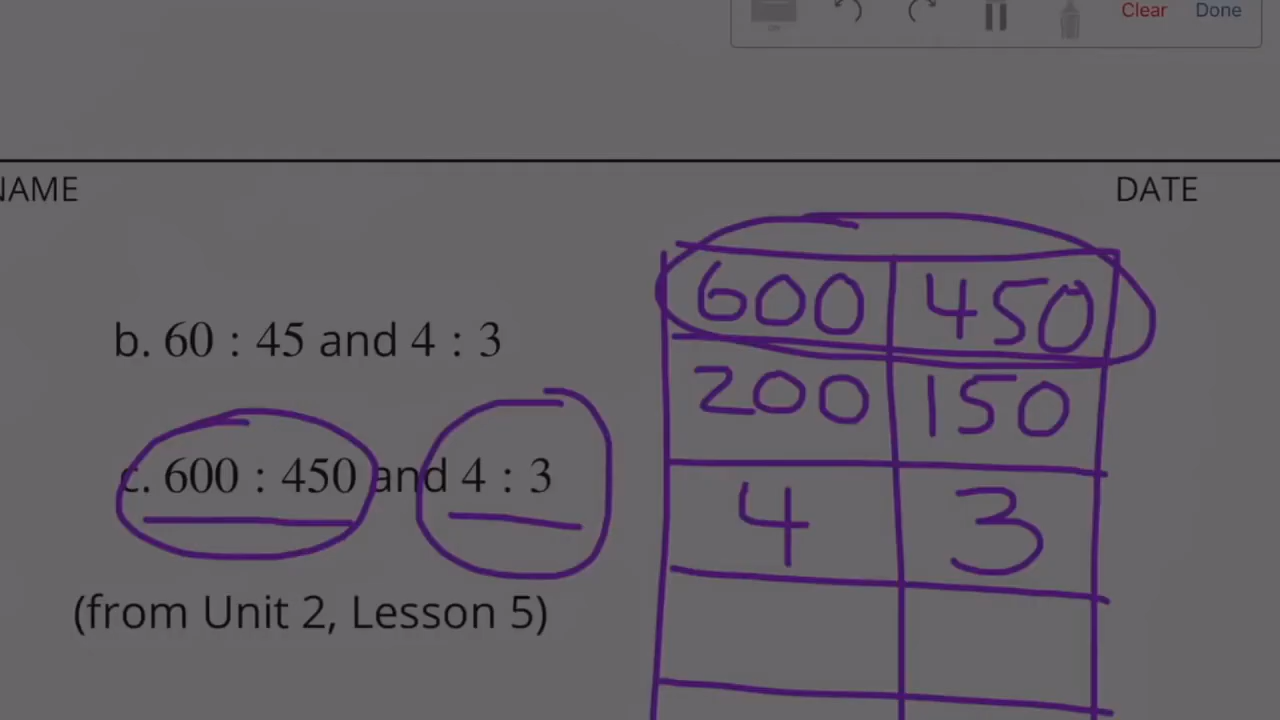 Clear Done
NAME DATE
b. 60 : 45 and 4 : 3
c. 600 : 450 and 4 : 3
(from Unit 2, Lesson 5)
600 450
200 150
4 3